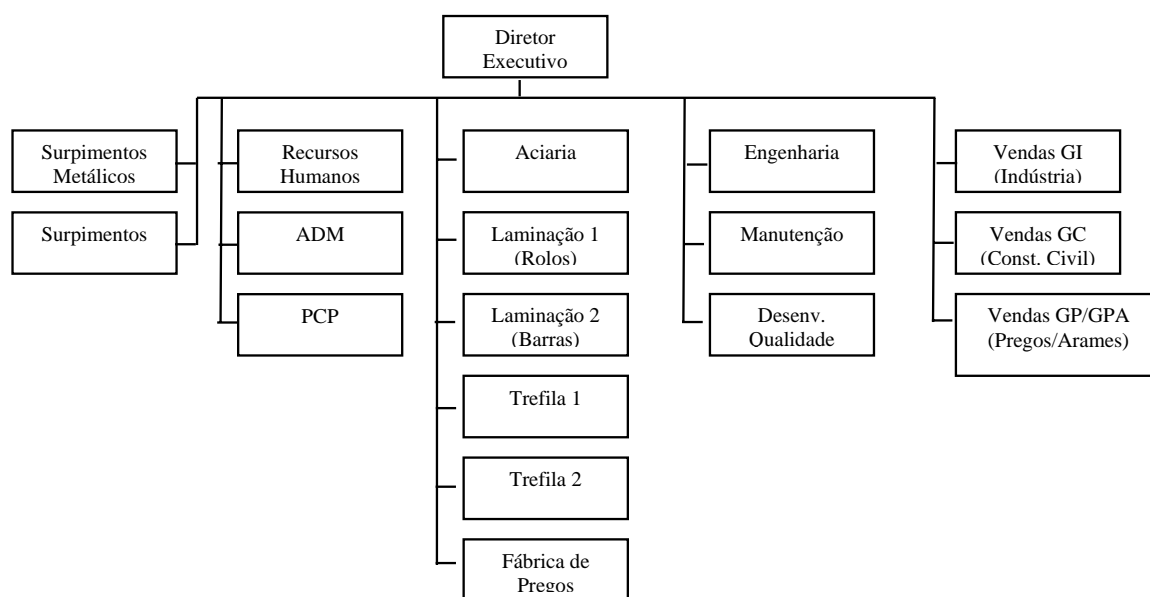 Diretor
Executivo
Surpimentos
Metálicos
Surpimentos
Recursos
Humanos
ADM
PCP
Aciaria
Laminação 1
(Rolos)
Laminação 2
(Barras)
Trefila 1
Trefila 2
Fábrica de
Pregos
Engenharia
Manutenção
Desenv.
Qualidade
Vendas GI
(Indústria)
Vendas GC
(Const. Civil)
Vendas GP/GPA
(Pregos/Arames)